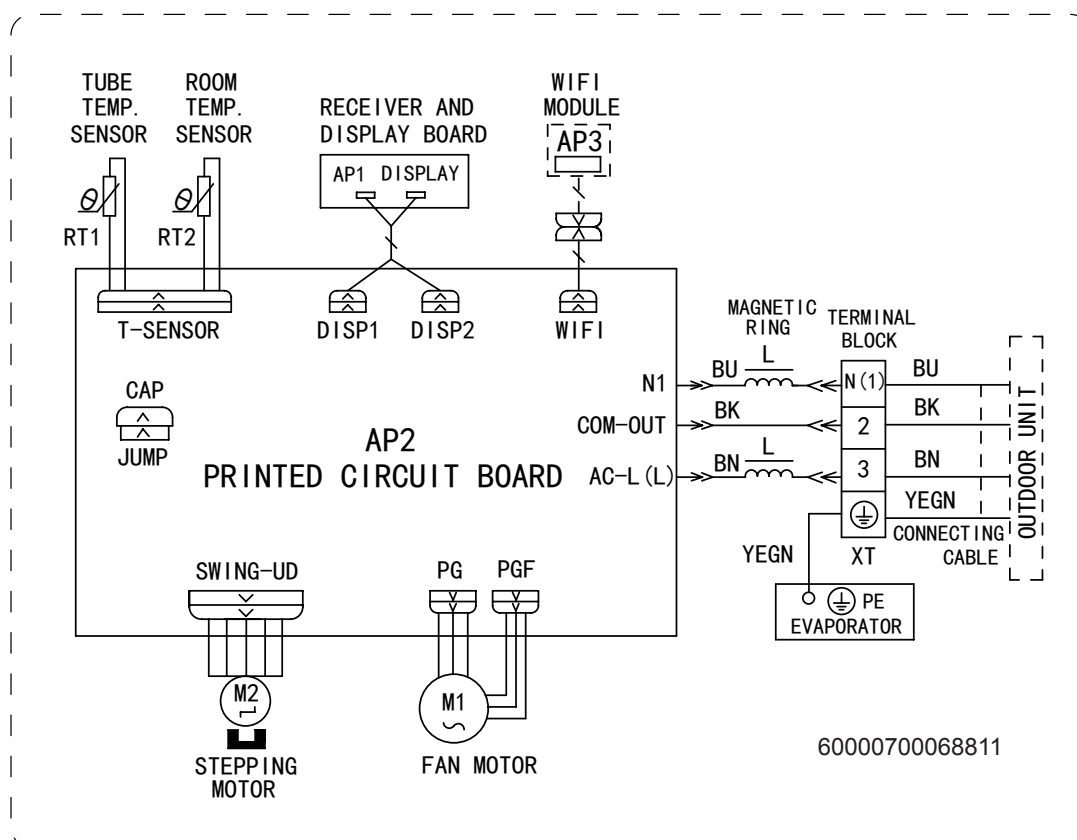 TUBE
TEMP.
SENSOR
ROOM
TEMP.
SENSOR
RECEIVER AND
DISPLAY BOARD
AP1 DISPLAY
WIFI
MODULE
AP3
θ
RT1
θ
RT2
T-SENSOR
DISP1
DISP2
WIFI
CAP
JUMP
AP2
PRINTED CIRCUIT BOARD
N1
COM-OUT
AC-L(L)
MAGNETIC
RING
TERMINAL
BLOCK
BU
L
N(1)
BU
BK
2
BK
BN
L
3
BN
YEGN
XT
CONNECTING
CABLE
OUTDOOR UNIT
YEGN
PE
EVAPORATOR
SWING-UD
PG
PGF
M2
STEPPING
MOTOR
M1
FAN MOTOR
60000700068811